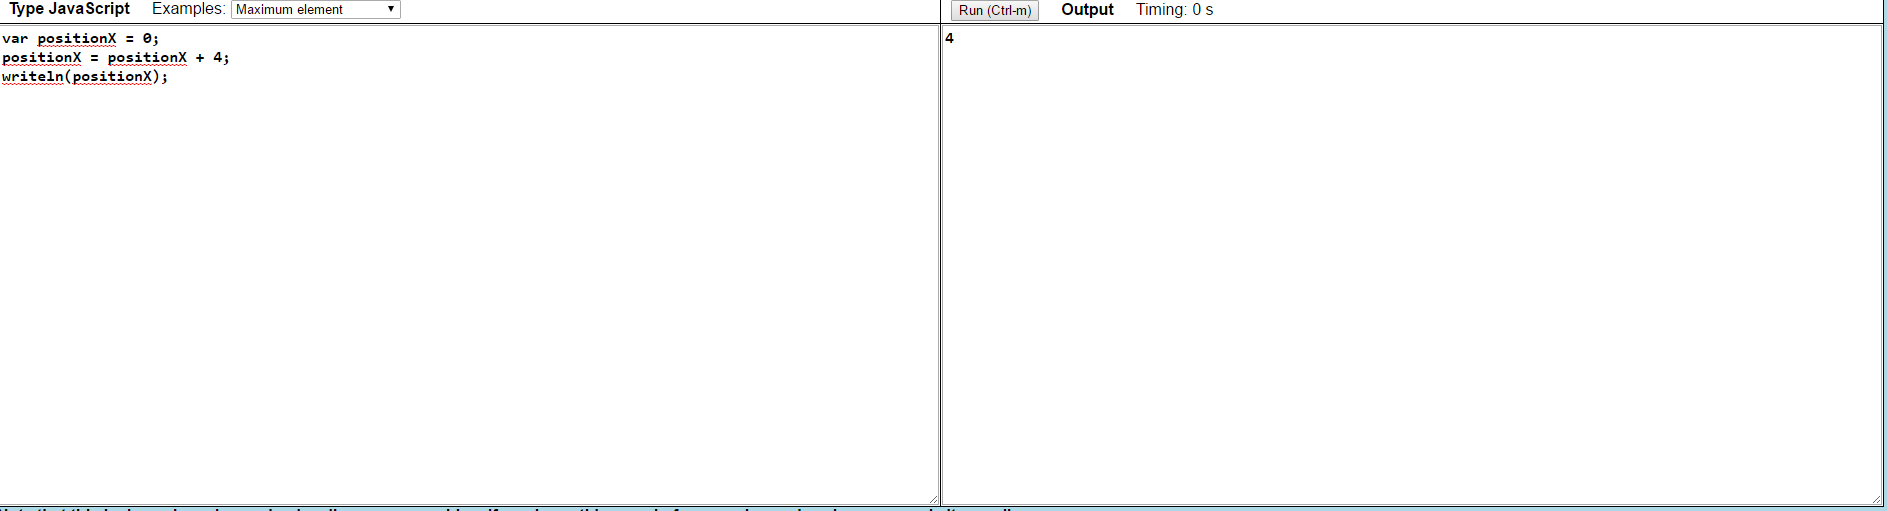 Type JavaScript Examples: Maximum element
Run (Ctrl-m) Output Timing: 0 s
var positionX = 0;
positionX = positionX + 4;
writeln(positionX);
4